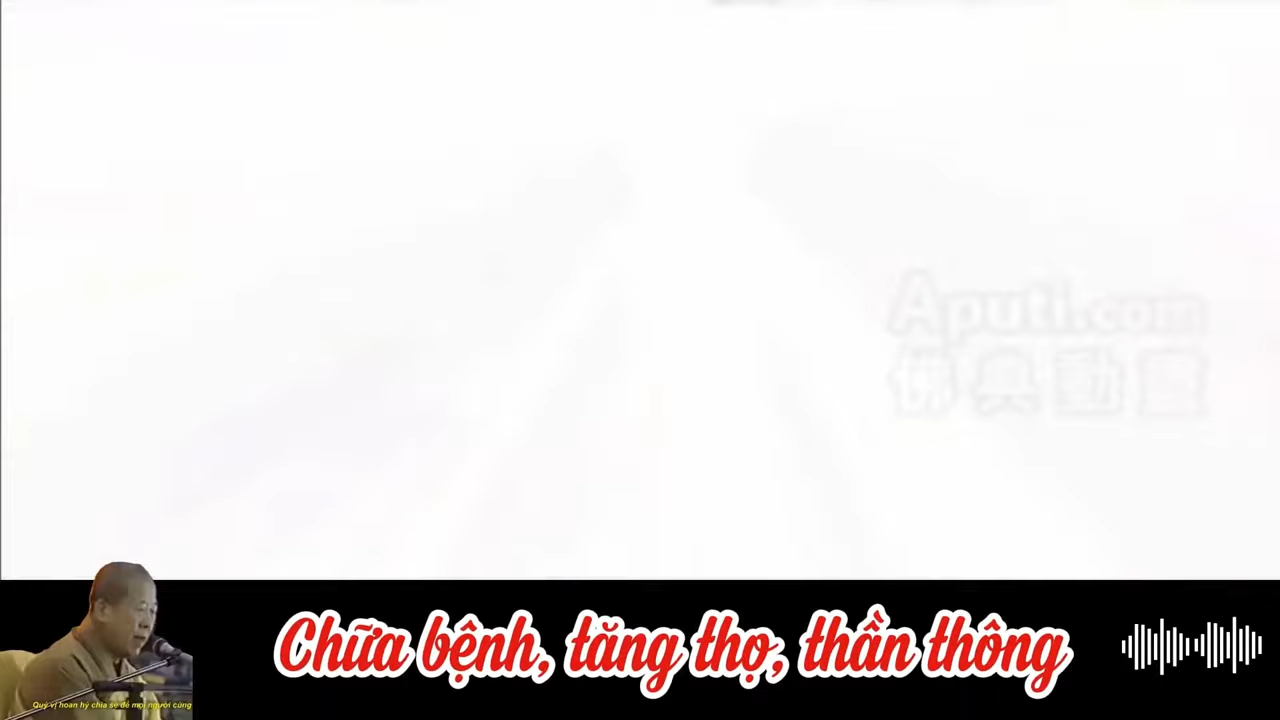 Aputi.com
佛典動畫
Chữa bệnh, tăng thọ, thần thông
Quý vị hoan hỷ chia sẻ để mọi người cùng